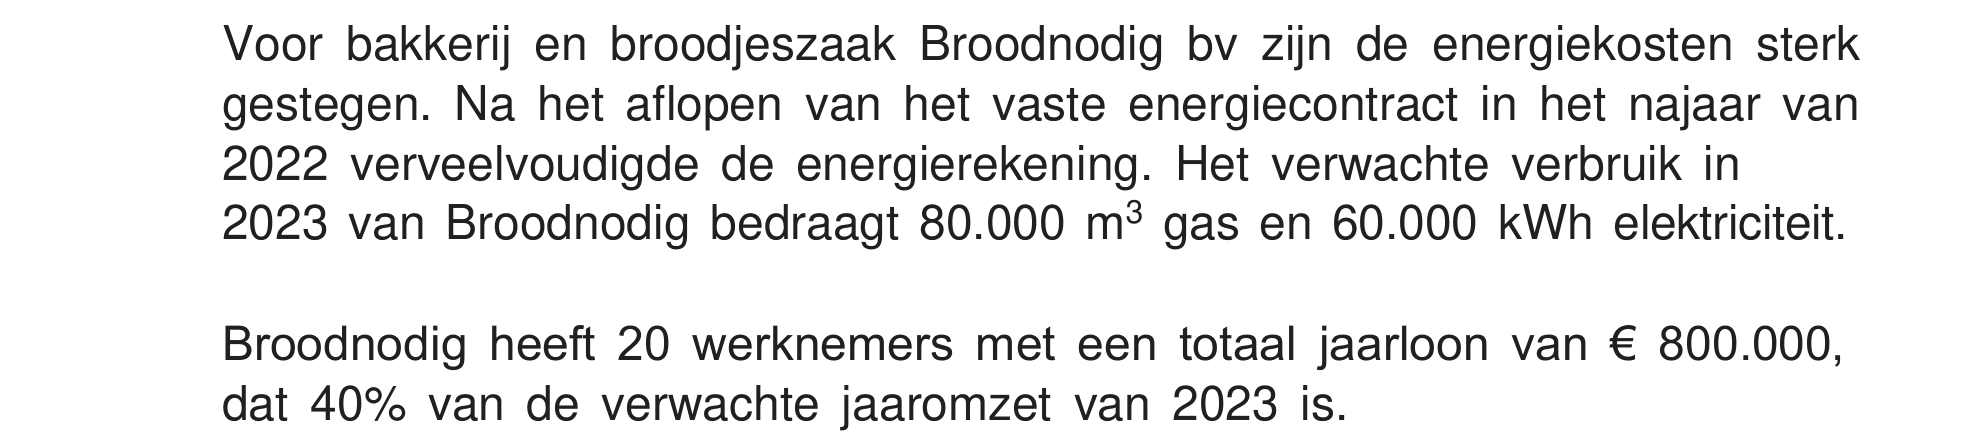 Voor bakkerij en broodjeszaak Broodnodig bv zijn de energiekosten sterk
gestegen. Na het aflopen van het vaste energiecontract in het najaar van
2022 verveelvoudigde de energierekening. Het verwachte verbruik in
2023 van Broodnodig bedraagt 80.000 m³ gas en 60.000 kWh elektriciteit.
Broodnodig heeft 20 werknemers met een totaal jaarloon van € 800.000,
dat 40% van de verwachte jaaromzet van 2023 is.